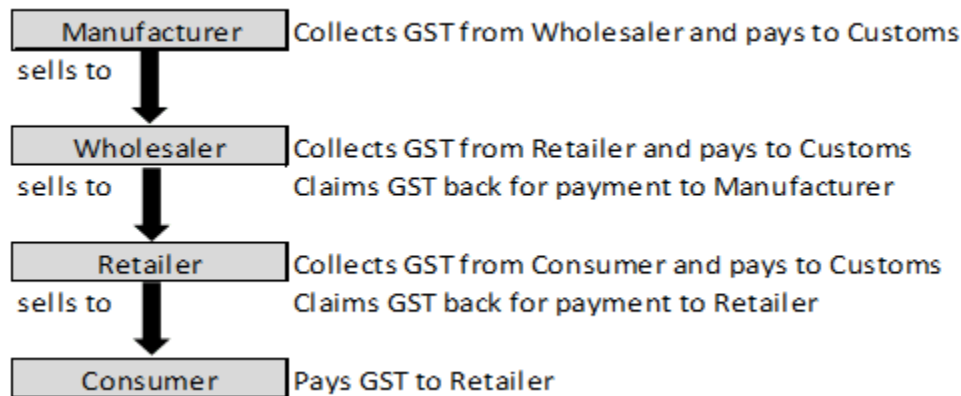 Manufacturer Collects GST from Wholesaler and pays to Customs
sells to
Wholesaler Collects GST from Retailer and pays to Customs
sells to Claims GST back for payment to Manufacturer
Retailer Collects GST from Consumer and pays to Customs
sells to Claims GST back for payment to Retailer
Consumer Pays GST to Retailer